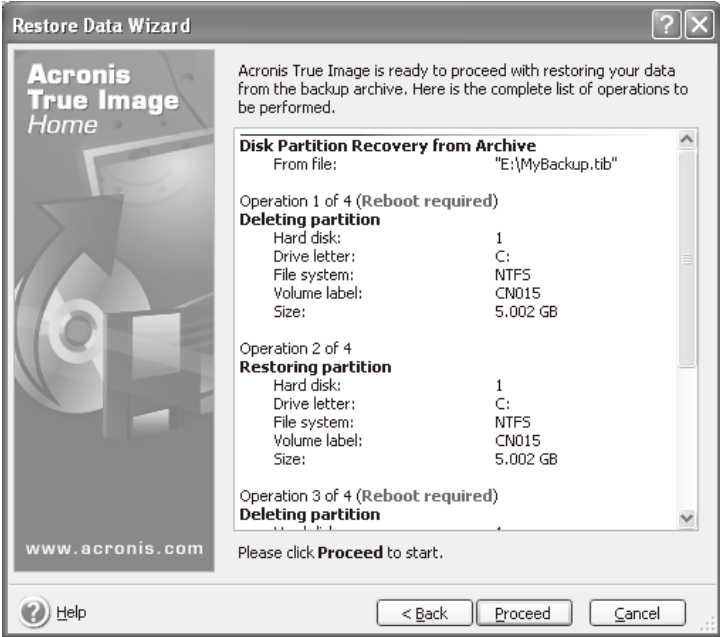 Restore Data Wizard
Acronis
True Image
Home
Acronis True Image is ready to proceed with restoring your data
from the backup archive. Here is the complete list of operations to
be performed.
Disk Partition Recovery from Archive
From file: "E:\MyBackup.tib"
Operation 1 of 4 (Reboot required)
Deleting partition
Hard disk: 1
Drive letter: C:
File system: NTFS
Volume label: CN015
Size: 5.002 GB
Operation 2 of 4
Restoring partition
Hard disk: 1
Drive letter: C:
File system: NTFS
Volume label: CN015
Size: 5.002 GB
Operation 3 of 4 (Reboot required)
Deleting partition
www.acronis.com
Please click Proceed to start.
Help
< Back
Proceed
Cancel